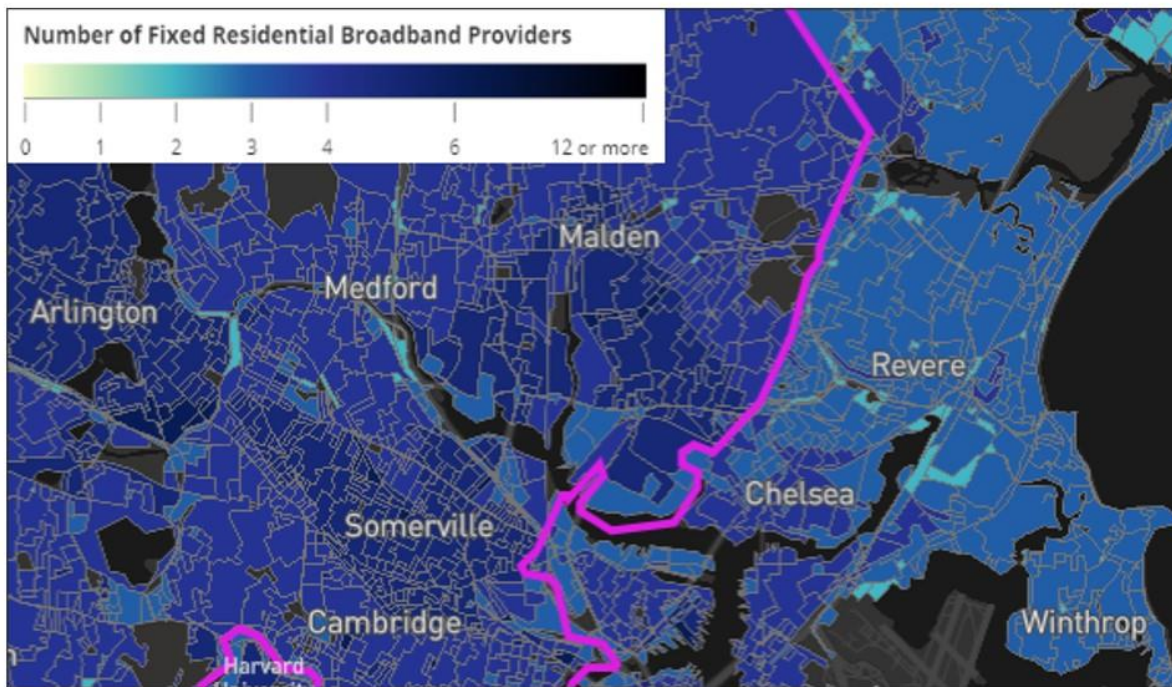 Number of Fixed Residential Broadband Providers
0 1 2 3 4 6 12 or more
Malden
Medford
Arlington
Revere
Chelsea
Somerville
Cambridge
Winthrop
n
Harvard